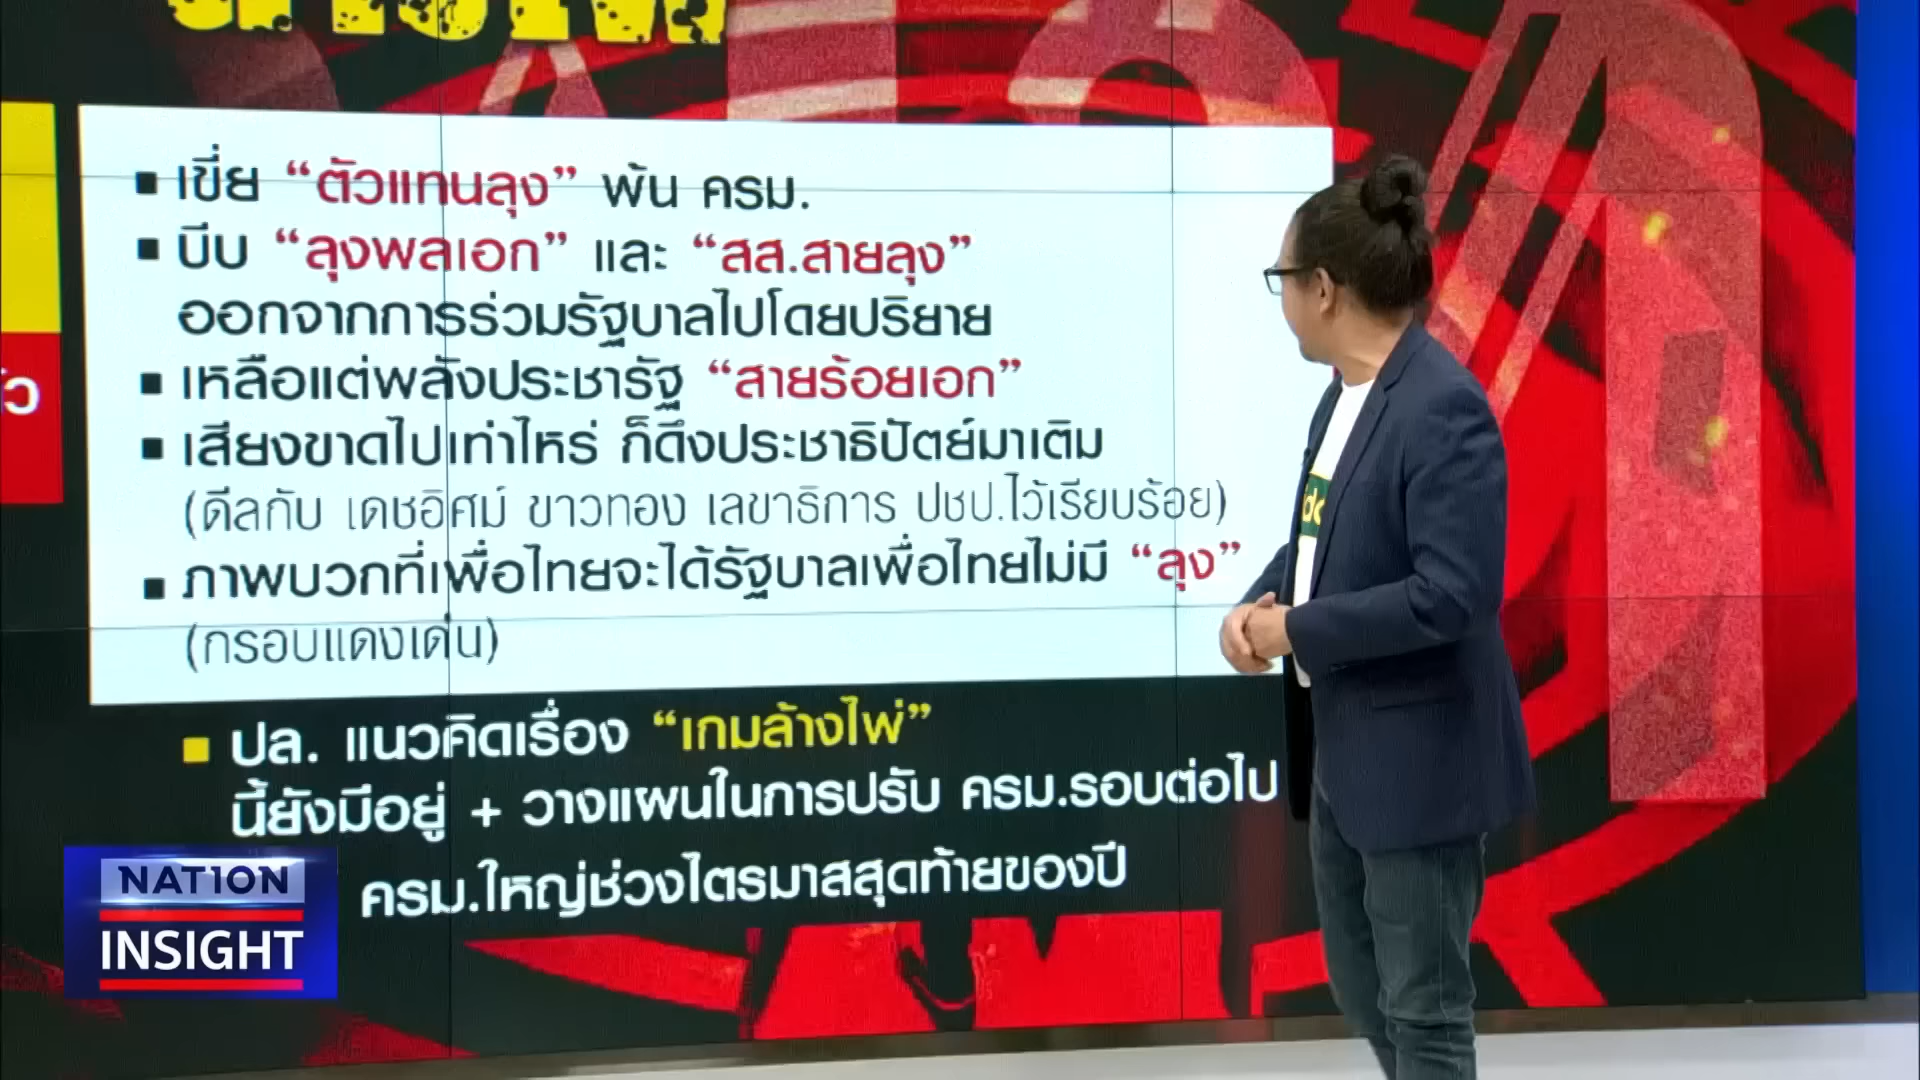 ■ เขี่ย “ตัวแทนลุง” พ้น ครม.
■ บีบ “ลุงพลเอก” และ “สส.สายลุง”
ออกจากการร่วมรัฐบาลไปโดยปริยาย
■ เหลือแต่พลังประชารัฐ “สายร้อยเอก”
■ เสียงขาดไปเท่าไหร่ ก็ดึงประชาธิปัตย์มาเติม
(ดีลกับ เดชอิศม์ ขาวทอง เลขาธิการ ปชป.ไว้เรียบร้อย)
■ ภาพบวกที่เพื่อไทยจะได้รัฐบาลเพื่อไทยไม่มี “ลุง”
(กรอบแดงเด่น)
■ ปล. แนวคิดเรื่อง “เกมล้างไพ่”
นี้ยังมีอยู่ + วางแผนในการปรับ ครม.รอบต่อไป
ครม.ใหญ่ช่วงไตรมาสสุดท้ายของปี
NATION
INSIGHT